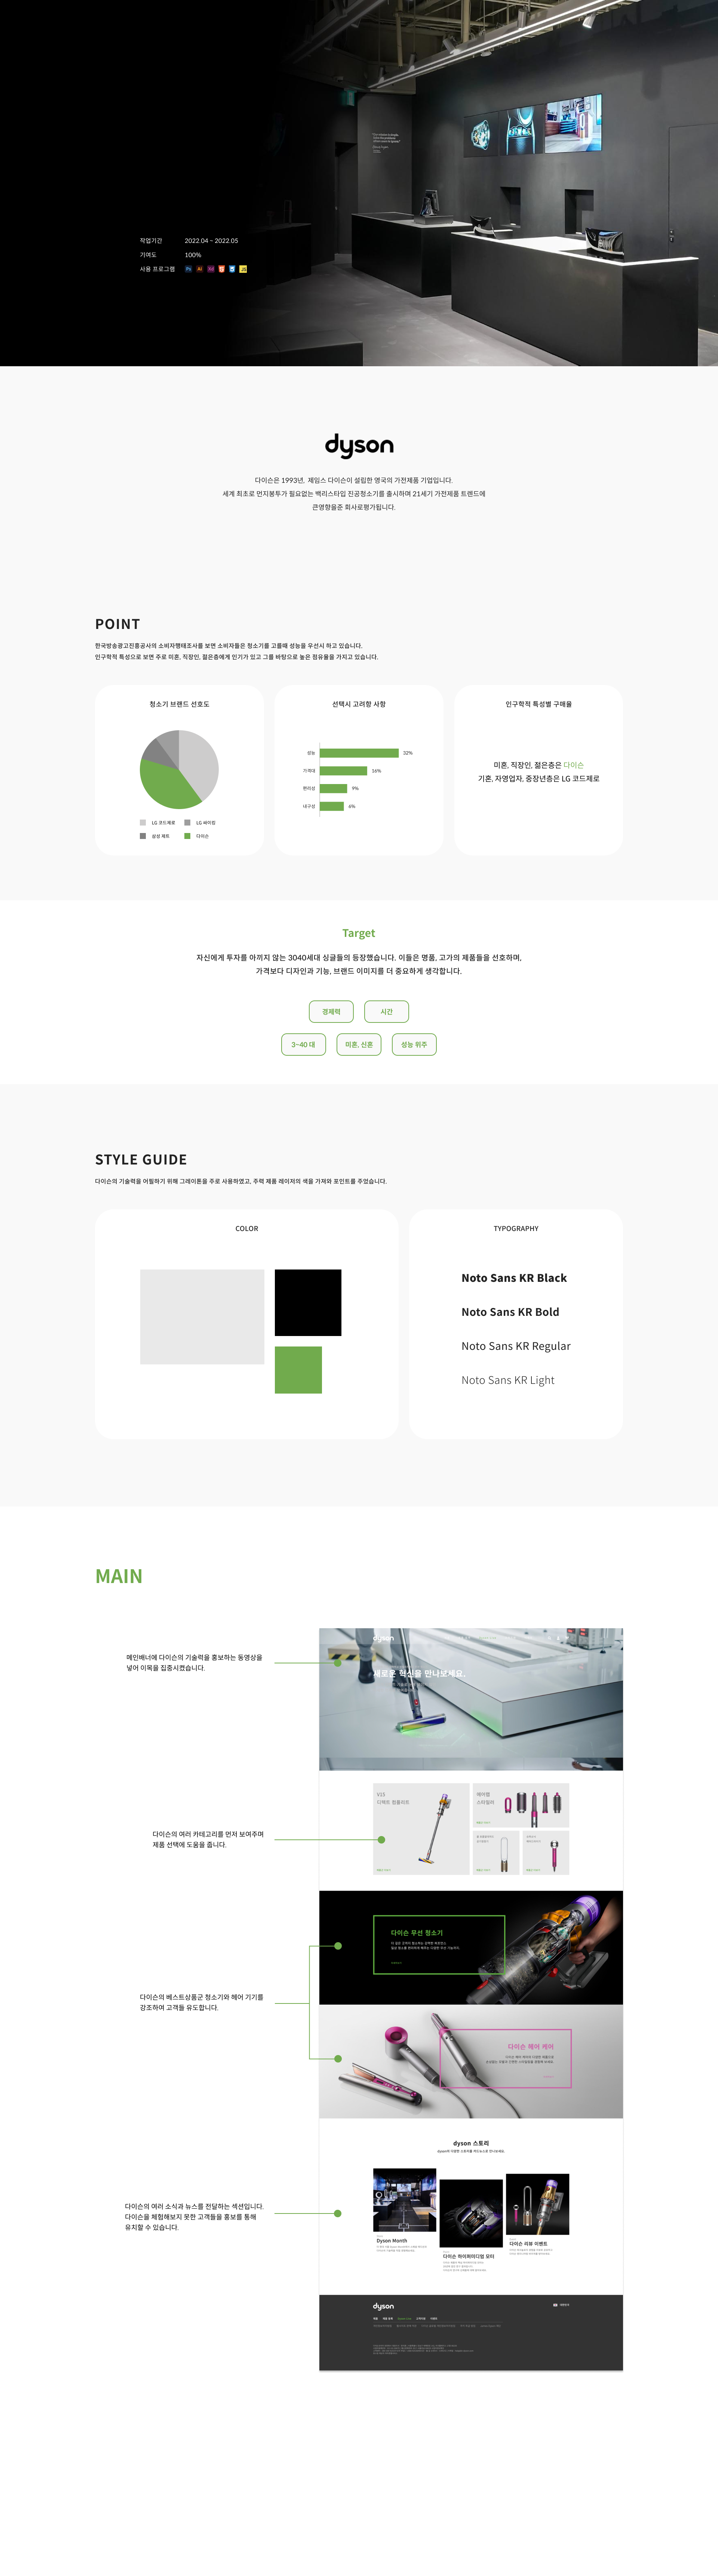 작업기간 2022.04 ~ 2022.05
기여도 100%
사용 프로그램 Ps Ai Xd
dyson
다이슨은 1993년, 제임스 다이슨이 설립한 영국의 가전제품 기업입니다.
세계 최초로 먼지봉투가 필요없는 백리스타입 진공청소기를 출시하며 21세기 가전제품 트랜드에
큰영향을준 회사로평가됩니다.
POINT
한국방송광고진흥공사의 소비자행태조사를 보면 소비자들은 청소기를 고를때 성능을 우선시 하고 있습니다.
인구학적 특성으로 보면 주로 미혼, 직장인, 젊은층에게 인기가 있고 그를 바탕으로 높은 점유율을 가지고 있습니다.
청소기 브랜드 선호도
LG 코드제로
LG 싸이킹
삼성 제트
다이슨
선택시 고려항 사항
성능 32%
가격대 16%
편리성 9%
내구성 6%
인구학적 특성별 구매율
미혼, 직장인, 젊은층은 다이슨
기혼, 자영업자, 중장년층은 LG 코드제로
Target
자신에게 투자를 아끼지 않는 3040세대 싱글들의 등장했습니다. 이들은 명품, 고가의 제품들을 선호하며,
가격보다 디자인과 기능, 브랜드 이미지를 더 중요하게 생각합니다.
경제력
시간
3~40 대
미혼, 신혼
성능 위주
STYLE GUIDE
다이슨의 기술력을 어필하기 위해 그레이톤을 주로 사용하였고, 주력 제품 레이저의 색을 가져와 포인트를 주었습니다.
COLOR
TYPOGRAPHY
Noto Sans KR Black
Noto Sans KR Bold
Noto Sans KR Regular
Noto Sans KR Light
MAIN
메인배너에 다이슨의 기술력을 홍보하는 동영상을
넣어 이목을 집중시켰습니다.
dyson
새로운 혁신을 만나보세요.
다이슨의 여러 카테고리를 먼저 보여주며
제품 선택에 도움을 줍니다.
V15
디텍트 컴플리트
에어랩
스타일러
다이슨의 베스트상품군 청소기와 헤어 기기를
강조하여 고객들 유도합니다.
다이슨 무선 청소기
다이슨 헤어 케어
다이슨의 여러 소식과 뉴스를 전달하는 섹션입니다.
다이슨을 체험해보지 못한 고객들을 홍보를 통해
유치할 수 있습니다.
dyson 스토리
Dyson Month
다이슨 하이퍼디미엄 모터
다이슨 리뷰 이벤트
dyson